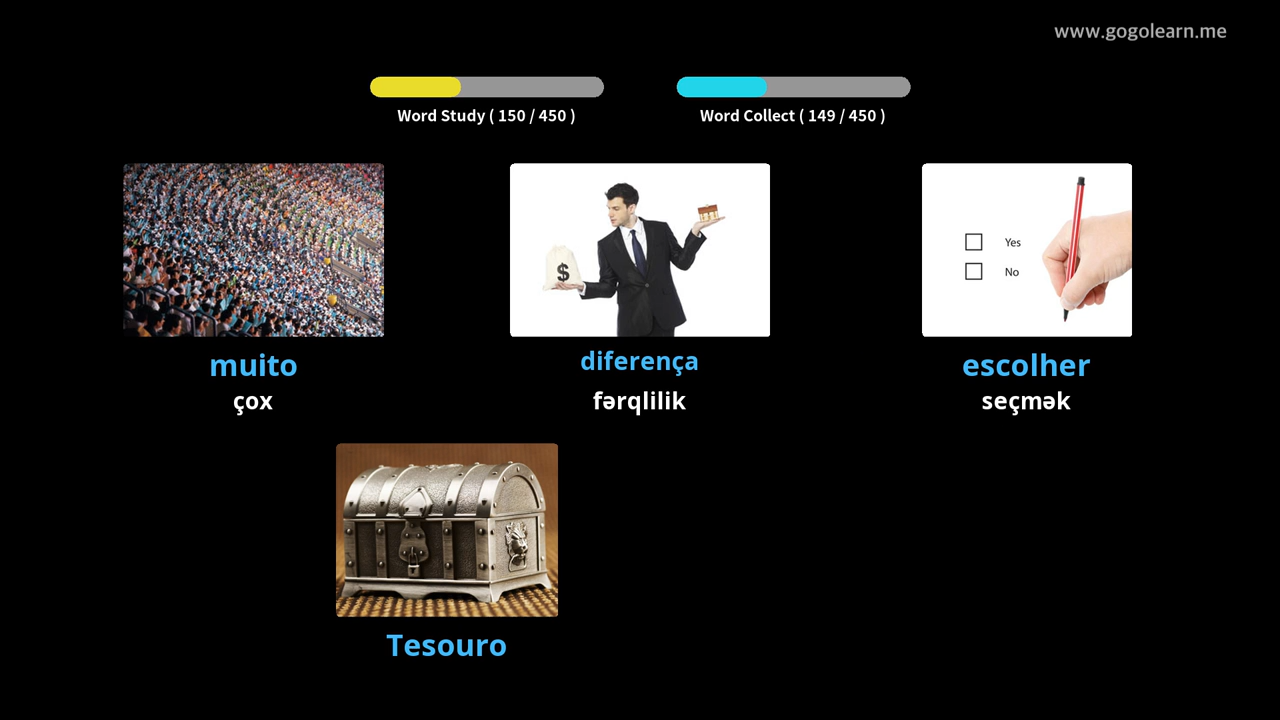 www.gogolearn.me
Word Study ( 150 / 450 )
Word Collect ( 149 / 450 )
$
Yes
No
muito
çox
diferença
fərqlilik
escolher
seçmək
Tesouro